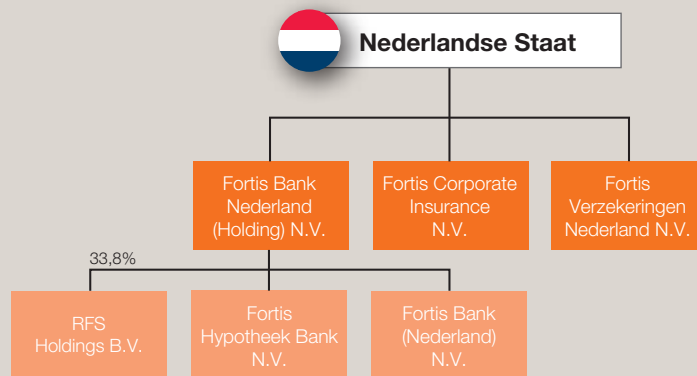 Nederlandse Staat
Fortis Bank
Nederland
(Holding) N.V.
Fortis Corporate
Insurance
N.V.
Fortis
Verzekeringen
Nederland N.V.
33,8%
RFS
Holdings B.V.
Fortis
Hypotheek Bank
N.V.
Fortis Bank
(Nederland)
N.V.